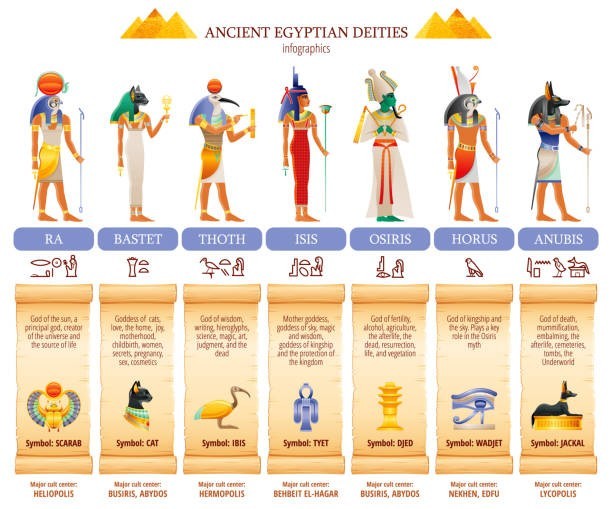 ANCIENT EGYPTIAN DEITIES
infographics
RA
BASTET
THOTH
ISIS
OSIRIS
HORUS
ANUBIS
God of the sun, a
principal god, creator
of the universe and
the source of life
Symbol: SCARAB
Major cult center:
HELIOPOLIS
Goddess of cats,
love, the home, joy,
motherhood,
childbirth, women,
secrets, pregnancy,
sex, cosmetics
Symbol: CAT
Major cult center:
BUSIRIS, ABYDOS
God of wisdom,
writing, hieroglyphs,
science, magic, art,
judgment, and the
dead
Symbol: IBIS
Major cult center:
HERMOPOLIS
Mother goddess,
goddess of sky, magic
and wisdom,
goddess of kingship
and the protection of
the kingdom
Symbol: TYET
Major cult center:
BEHBEIT EL-HAGAR
God of fertility,
alcohol, agriculture,
the afterlife, the
dead, resurrection,
life, and vegetation
Symbol: DJED
Major cult center:
BUSIRIS, ABYDOS
God of kingship and
the sky. Plays a key
role in the Osiris
myth
Symbol: WADJET
Major cult center:
NEKHEN, EDFU
God of death,
mummification,
embalming, the
afterlife, cemeteries,
tombs, the
Underworld
Symbol: JACKAL
Major cult center:
LYCOPOLIS